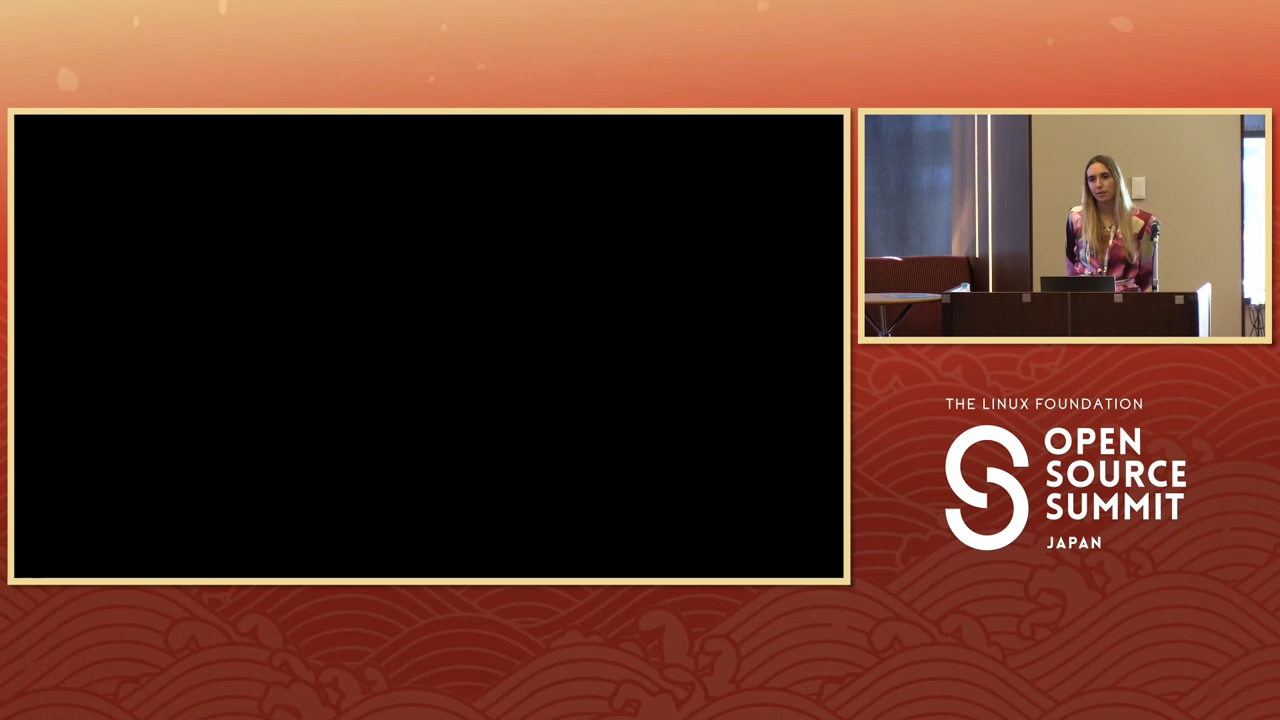 THE LINUX FOUNDATION
OPEN
SOURCE
SUMMIT
JAPAN